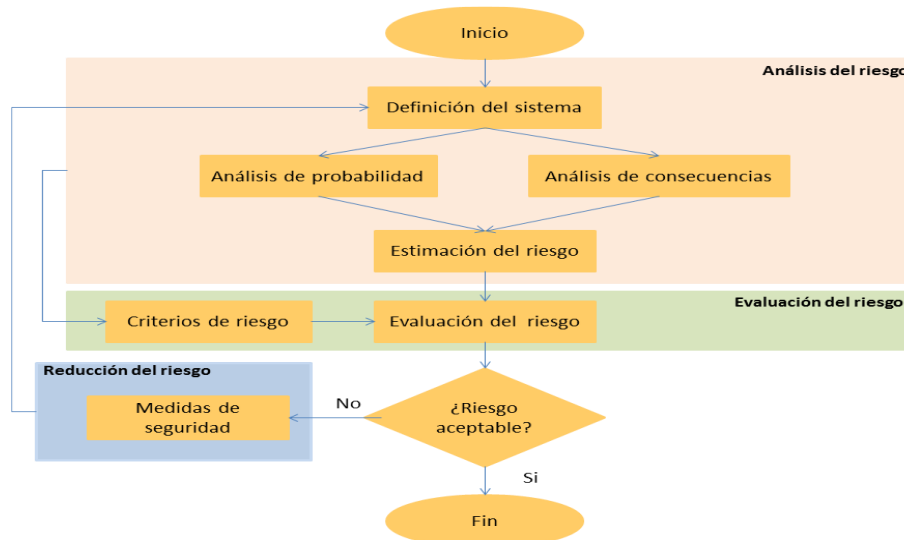 Inicio
Análisis del riesgo
Definición del sistema
Análisis de probabilidad
Análisis de consecuencias
Estimación del riesgo
Evaluación del riesgo
Criterios de riesgo
Evaluación del riesgo
Reducción del riesgo
Medidas de
seguridad
No
¿Riesgo
aceptable?
Si
Fin